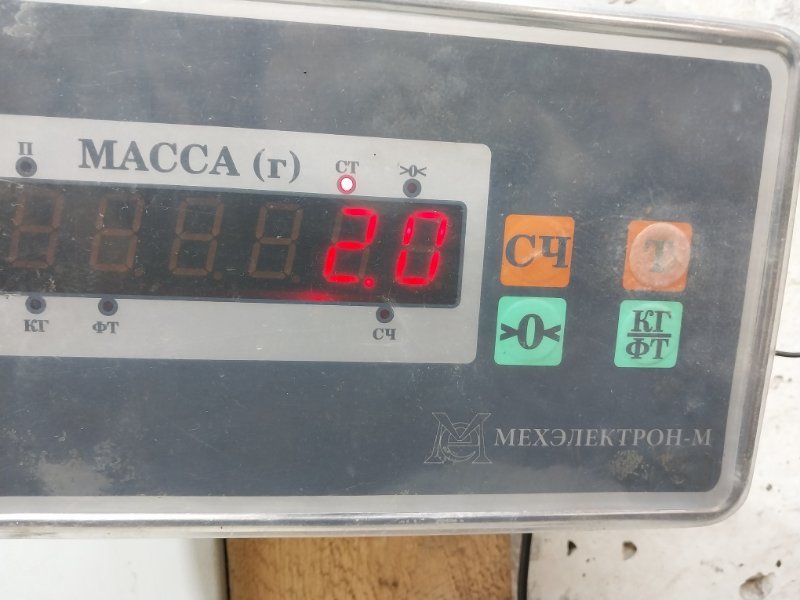 П
МАССА (г)
СТ
>0<
2.0
КГ
ФТ
СЧ
СЧ
Т
>0<
КГ
ФТ
МЕХЭЛЕКТРОН-М